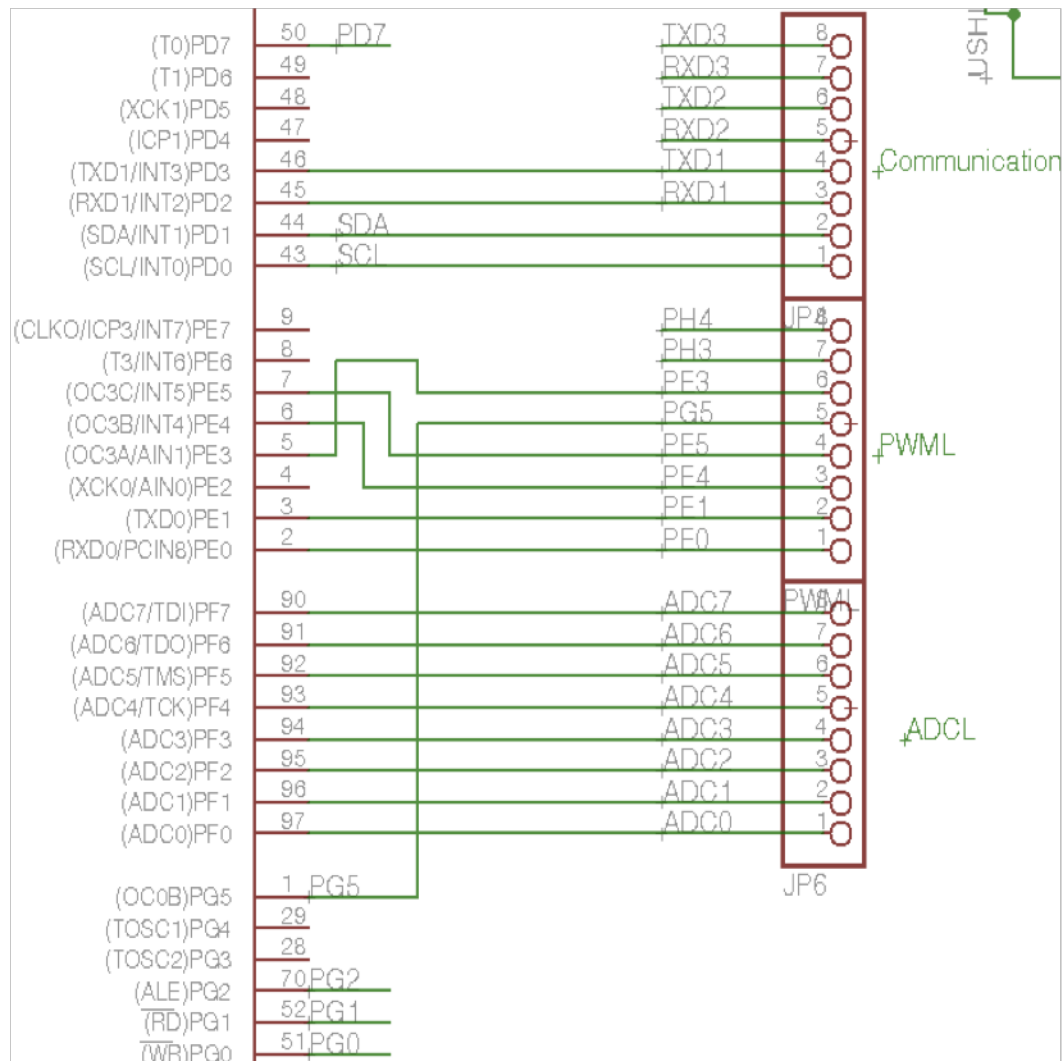 (T0)PD7 50 PD7 TXD3 8
(T1)PD6 49 RXD3 7
(XCK1)PD5 48 TXD2 6
(ICP1)PD4 47 RXD2 5
(TXD1/INT3)PD3 46 TXD1 4 Communication
(RXD1/INT2)PD2 45 RXD1 3
(SDA/INT1)PD1 44 SDA 2
(SCL/INT0)PD0 43 SCL 1
JP4
(CLKO/ICP3/INT7)PE7 9 PH4 8
(T3/INT6)PE6 8 PH3 7
(OC3C/INT5)PE5 7 PE3 6
(OC3B/INT4)PE4 6 PG5 5
(OC3A/AIN1)PE3 5 PE5 4 PWML
(XCK0/AIN0)PE2 4 PE4 3
(TXD0)PE1 3 PE1 2
(RXD0/PCIN8)PE0 2 PE0 1
PWML
(ADC7/TDI)PF7 90 ADC7 8
(ADC6/TDO)PF6 91 ADC6 7
(ADC5/TMS)PF5 92 ADC5 6
(ADC4/TCK)PF4 93 ADC4 5
(ADC3)PF3 94 ADC3 4 ADCL
(ADC2)PF2 95 ADC2 3
(ADC1)PF1 96 ADC1 2
(ADC0)PF0 97 ADC0 1
JP6
(OC0B)PG5 1 PG5
(TOSC1)PG4 29
(TOSC2)PG3 28
(ALE)PG2 70 PG2
(RD)PG1 52 PG1
(WR)PG0 51 PG0